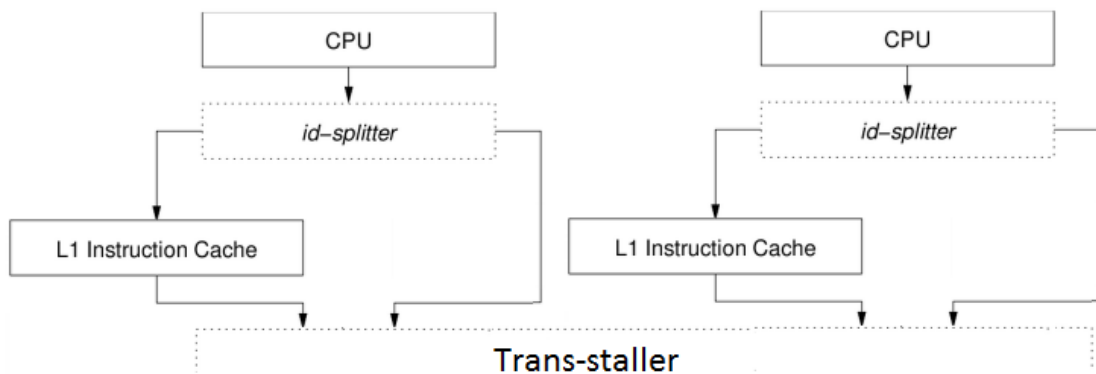 CPU
CPU
id-splitter
id-splitter
L1 Instruction Cache
L1 Instruction Cache
Trans-staller